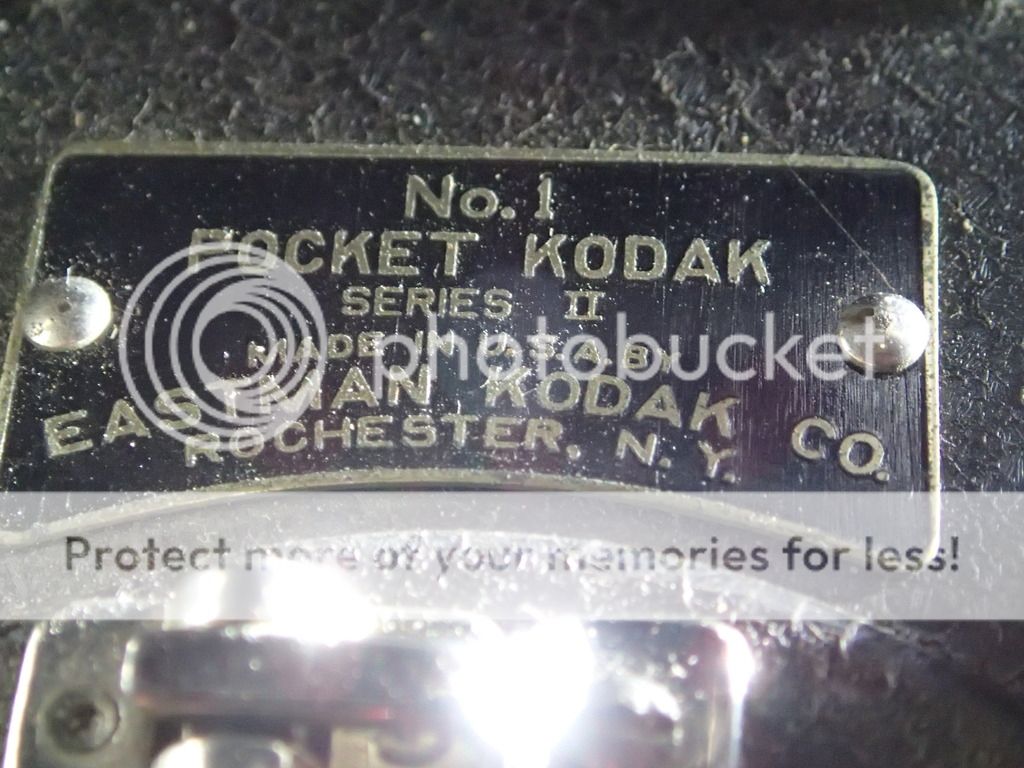 No. 1
POCKET KODAK
SERIES II
MADE IN U.S.A. BY
EASTMAN KODAK CO.
ROCHESTER, N.Y.
photobucket
Protect more of your memories for less!